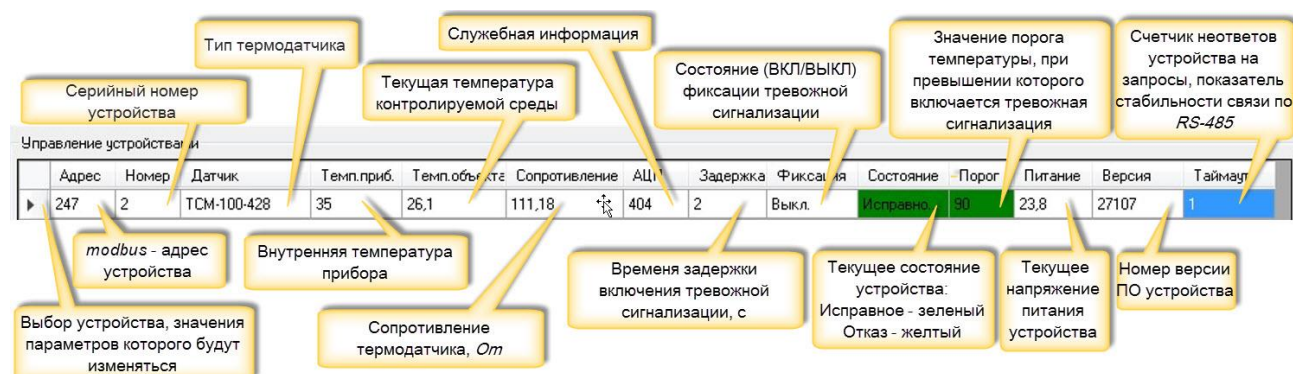 Тип термодатчика
Служебная информация
Значение порога
температуры, при
превышении которого
включается тревожная
сигнализация
Счетчик неответов
устройства на
запросы, показатель
стабильности связи по
RS-485
Серийный номер
устройства
Текущая температура
контролируемой среды
Состояние (ВКЛ/ВЫКЛ)
фиксации тревожной
сигнализации
Управление устройствами
Адрес Номер Датчик Темп.приб. Темп.объекта Сопротивление Задержка Фиксация Состояние Порог Питание Версия
247 2 ТСМ-100-428 35 26,1 111,18 404 2 Выкл. Исправно. 90 23,8 27107 1
modbus - адрес
устройства
Внутренняя температура
прибора
Временя задержки
включения тревожной
сигнализации, с
Текущее состояние
устройства:
Исправное - зеленый
Отказ - желтый
Текущее
напряжение
питания
устройства
Номер версии
ПО устройства
Выбор устройства, значения
параметров которого будут
изменяться
Сопротивление
термодатчика, Om